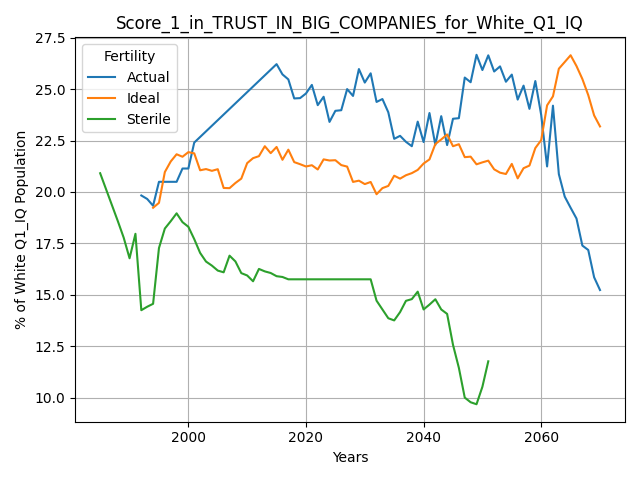 Score_1_in_TRUST_IN_BIG_COMPANIES_for_White_Q1_IQ
27.5
25.0
22.5
20.0
17.5
15.0
12.5
10.0
% of White Q1_IQ Population
Fertility
Actual
Ideal
Sterile
2000
2020
2040
2060
Years